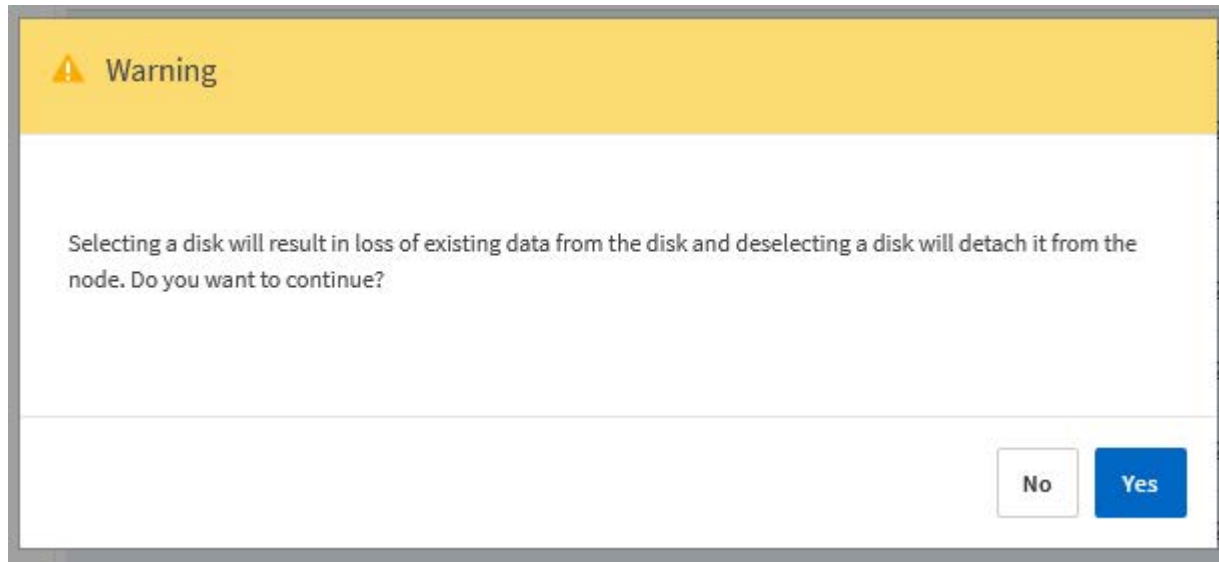 Warning
Selecting a disk will result in loss of existing data from the disk and deselecting a disk will detach it from the
node. Do you want to continue?
No
Yes